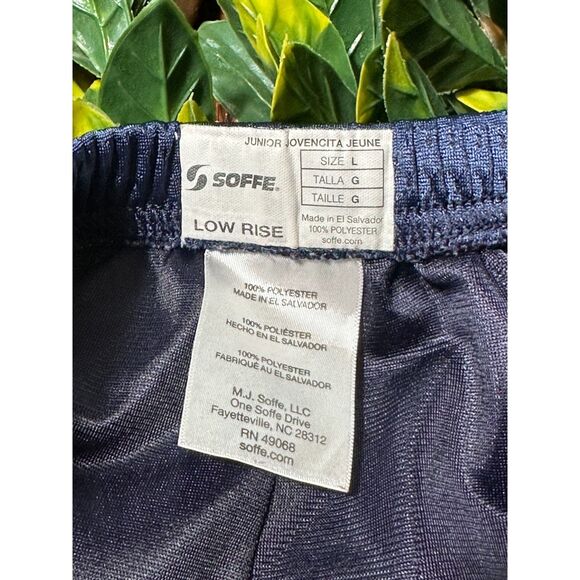 JUNIOR JOVENCITA JEUNE
SOFFE®
LOW RISE
SIZE L
TALLA G
TAILLE G
Made in El Salvador
100% POLYESTER
soffe.com
100% POLYESTER
MADE IN EL SALVADOR
100% POLIÉSTER
HECHO EN EL SALVADOR
100% POLYESTER
FABRIQUÉ AU EL SALVADOR
M.J. Soffe, LLC
One Soffe Drive
Fayetteville, NC 28312
RN 49068
soffe.com